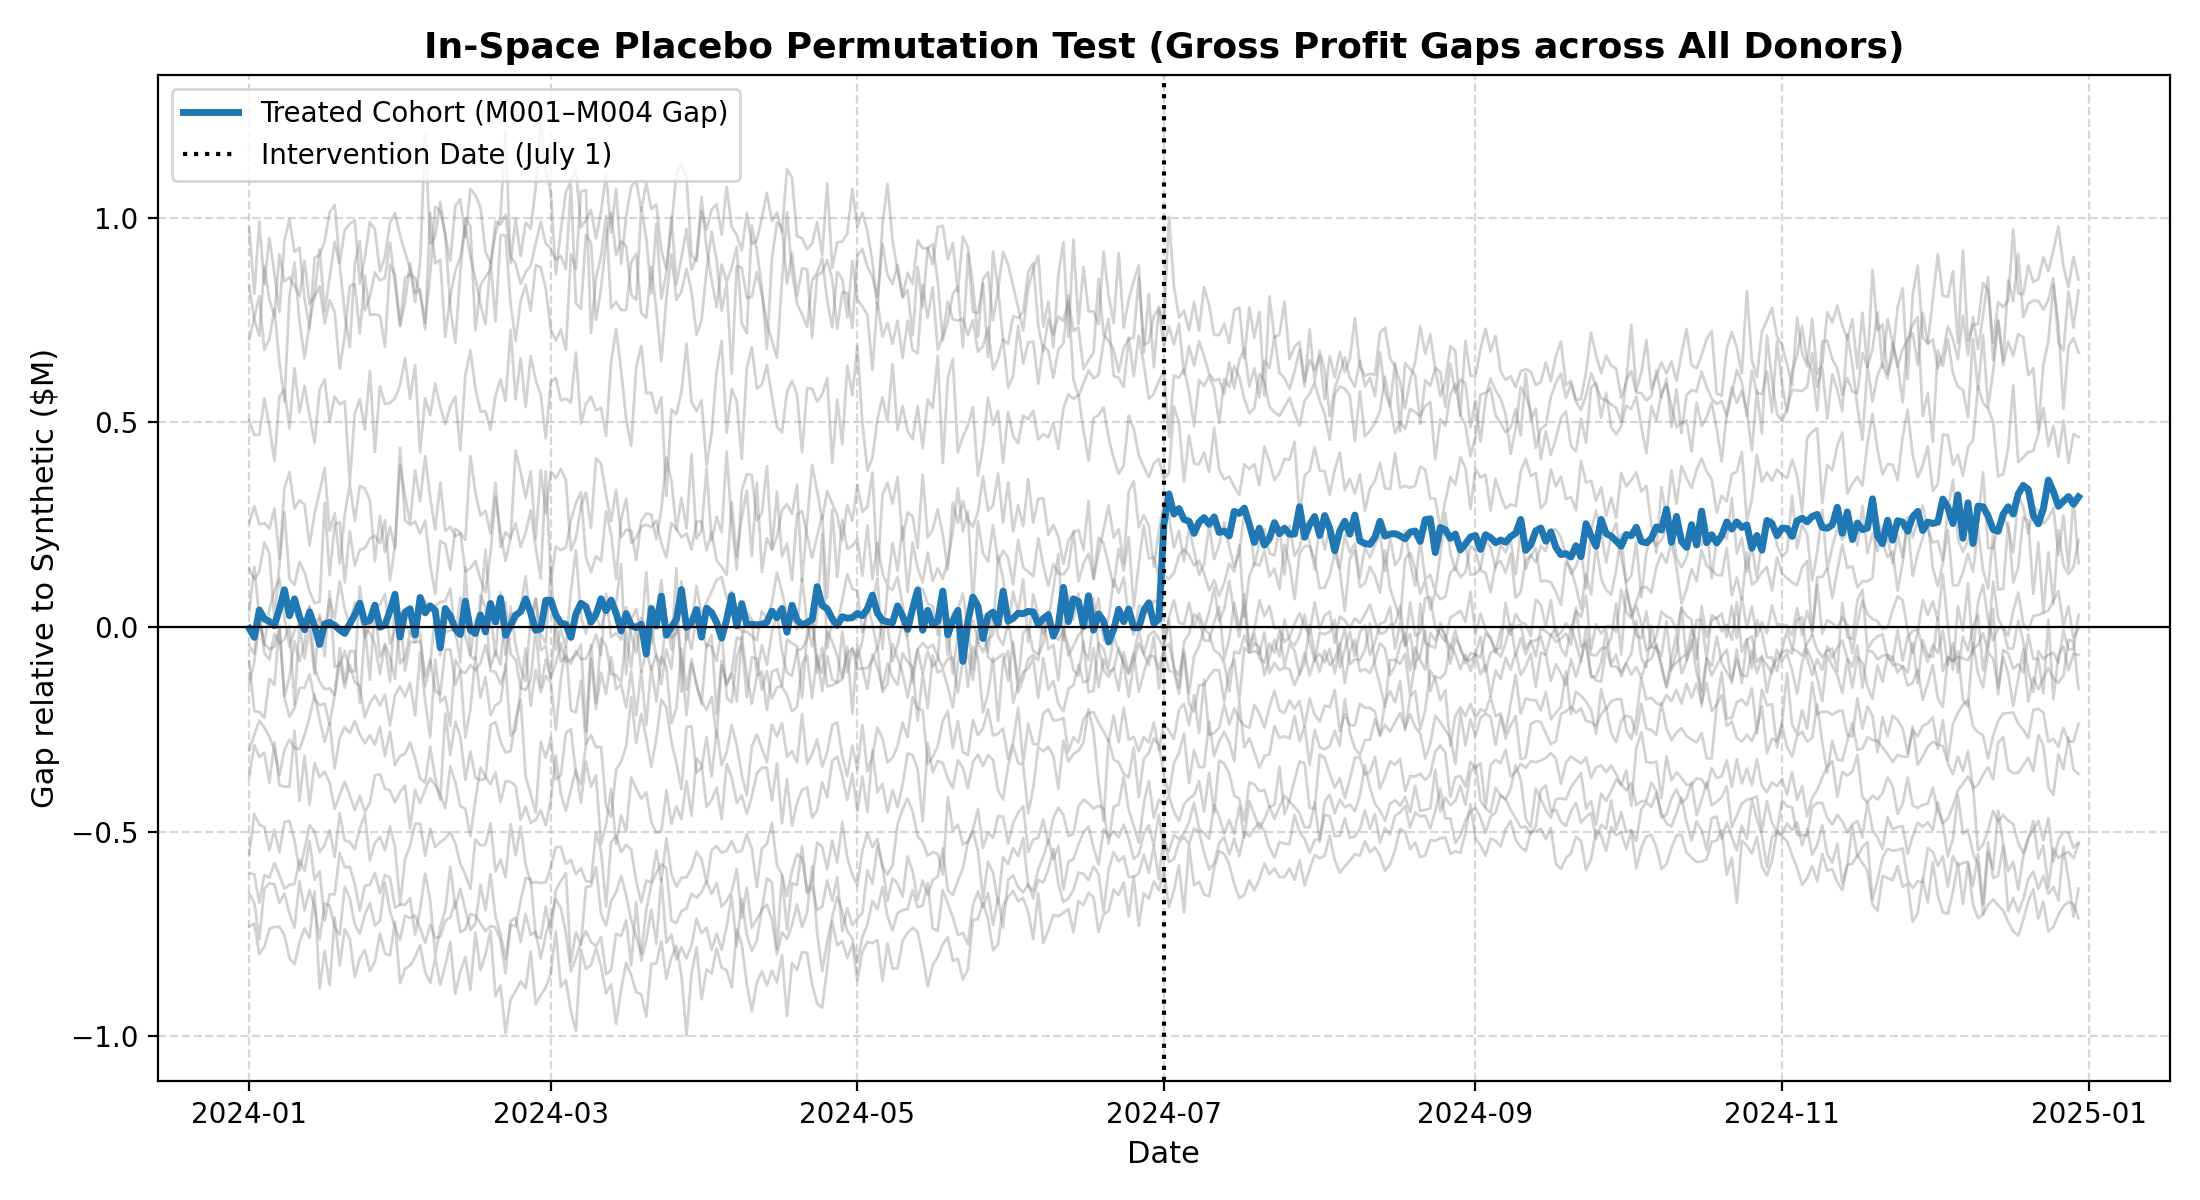 In-Space Placebo Permutation Test (Gross Profit Gaps across All Donors)
Treated Cohort (M001–M004 Gap)
Intervention Date (July 1)
Gap relative to Synthetic ($M)
1.0
0.5
0.0
−0.5
−1.0
2024-01 2024-03 2024-05 2024-07 2024-09 2024-11 2025-01
Date